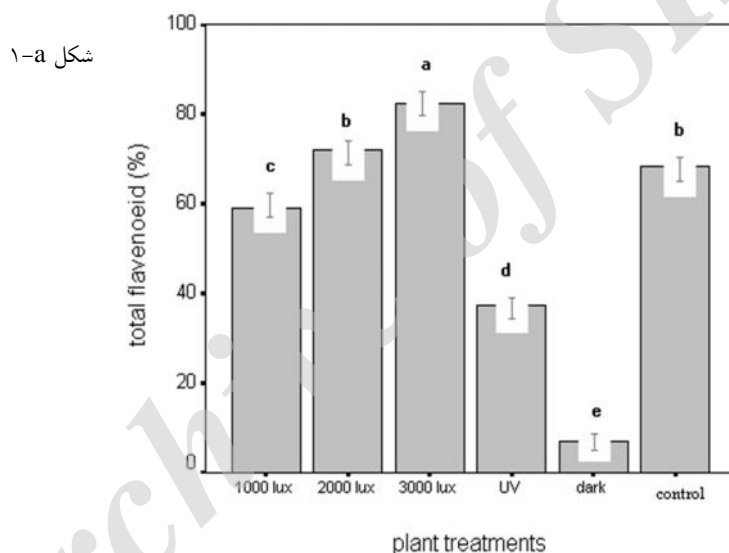 شکل ۱-a
100
80
60
40
20
0
total flavenoeid (%)
c
b
a
d
e
b
1000 lux 2000 lux 3000 lux UV dark control
plant treatments